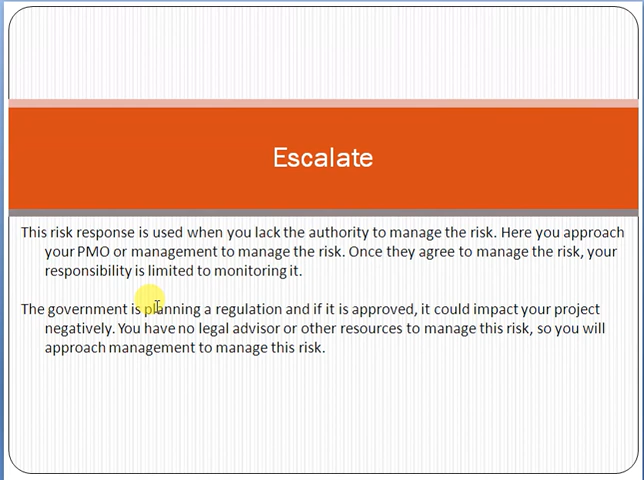 Escalate
This risk response is used when you lack the authority to manage the risk. Here you approach
your PMO or management to manage the risk. Once they agree to manage the risk, your
responsibility is limited to monitoring it.
The government is planning a regulation and if it is approved, it could impact your project
negatively. You have no legal advisor or other resources to manage this risk, so you will
approach management to manage this risk.